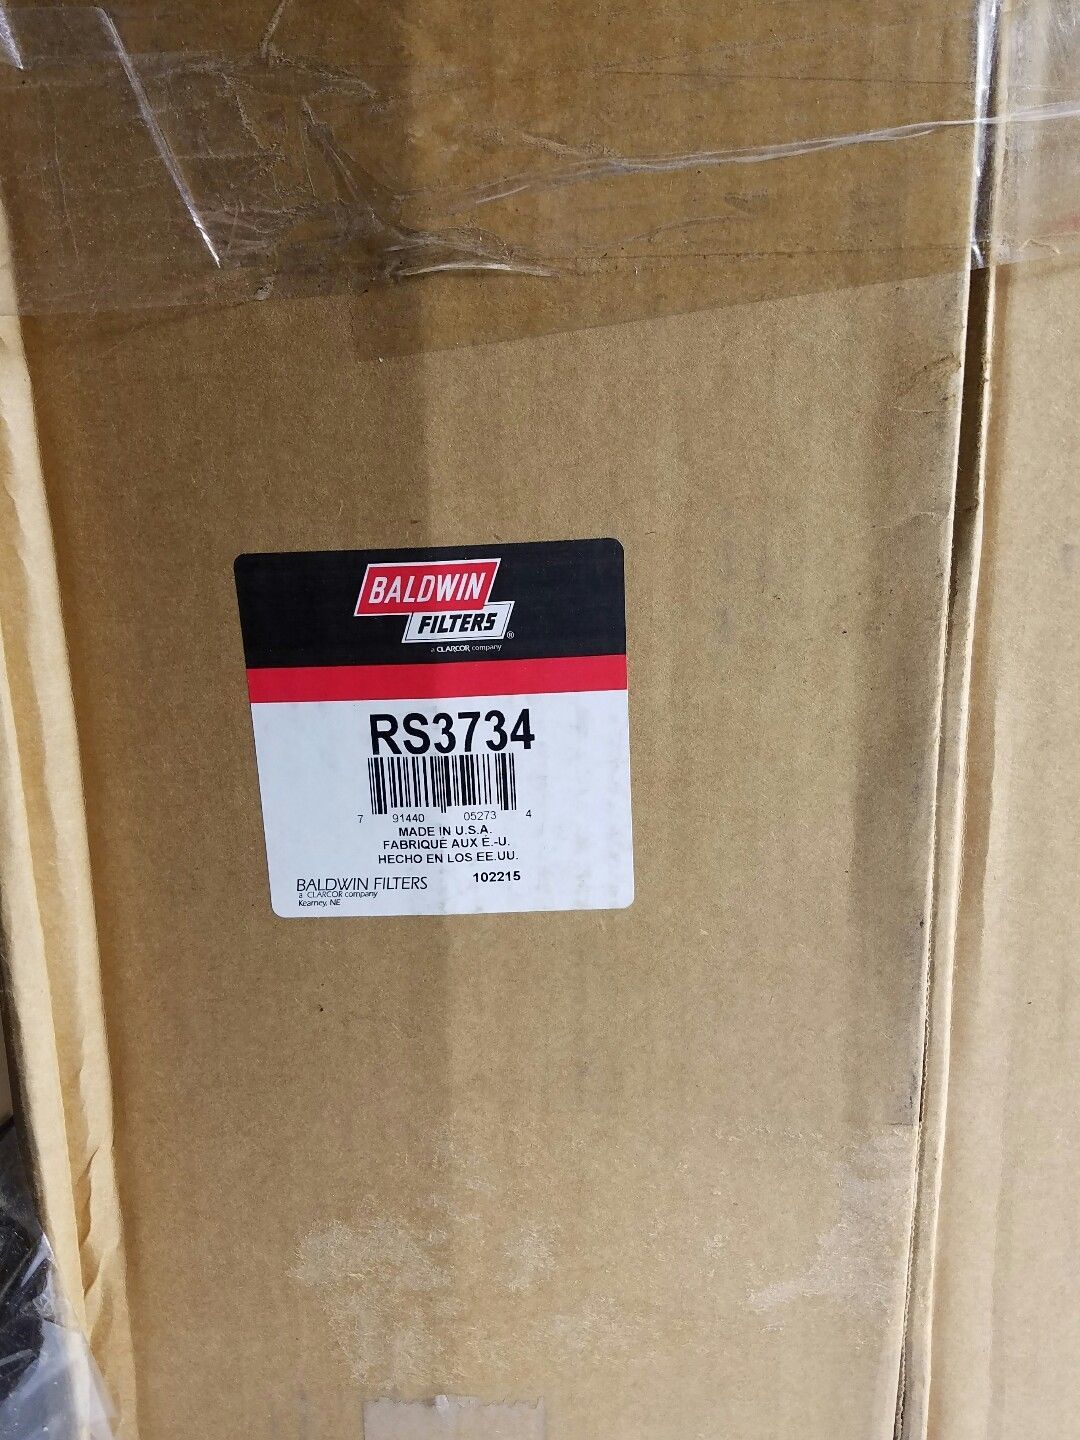 BALDWIN
FILTERS ®
a CLARCOR company
RS3734
7 91440 05273 4
MADE IN U.S.A.
FABRIQUÉ AUX É.-U.
HECHO EN LOS EE.UU.
102215
BALDWIN FILTERS
a CLARCOR company
Kearney, NE